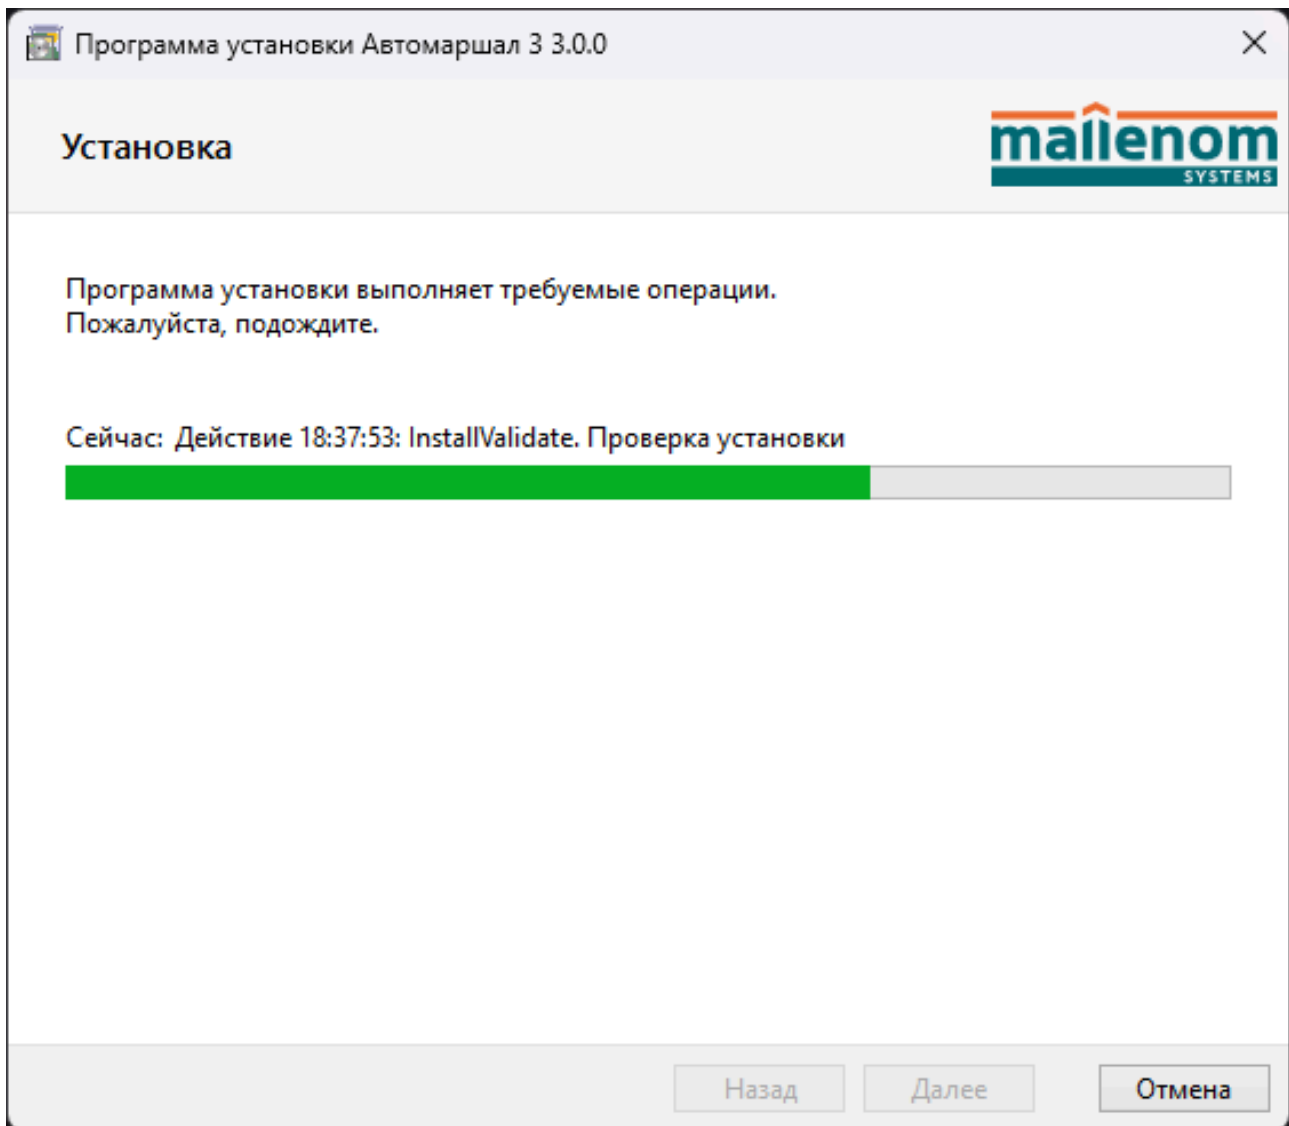 Программа установки Автомаршал 3 3.0.0
Установка
mallenom
SYSTEMS
Программа установки выполняет требуемые операции.
Пожалуйста, подождите.
Сейчас: Действие 18:37:53: InstallValidate. Проверка установки
Назад
Далее
Отмена